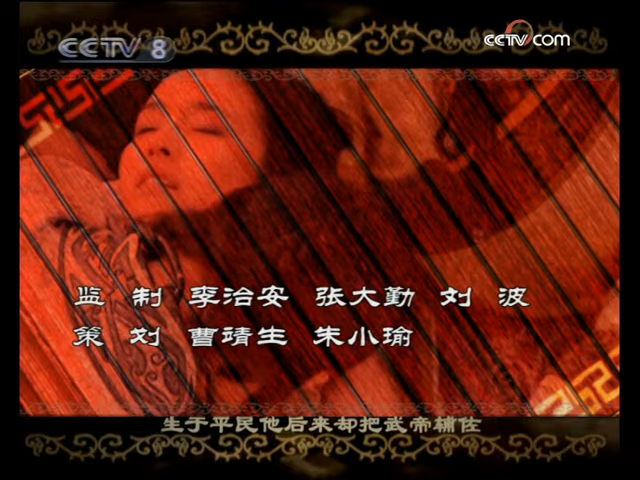 CCTV 8
CCTV.COM
监 制 李治安 张大勤 刘 波
策 划 曹靖生 朱小瑜
生于平民他后来却把武帝辅佐